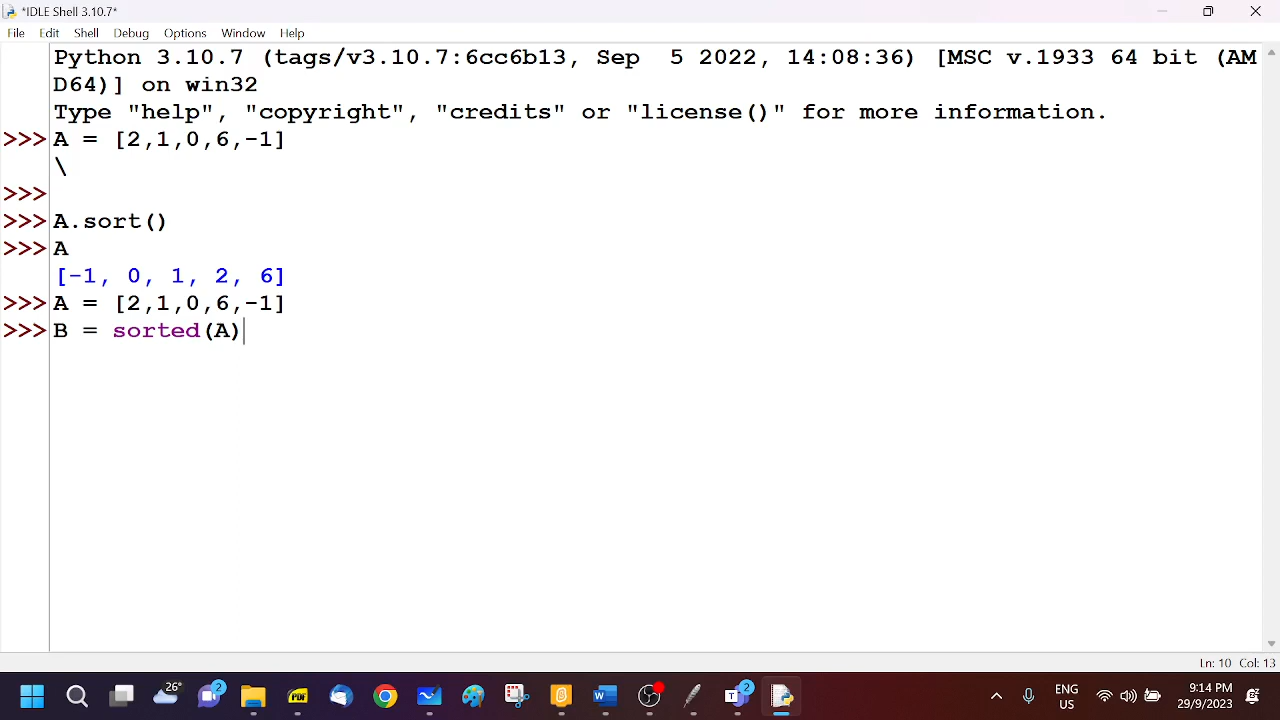 *IDLE Shell 3.10.7*
File Edit Shell Debug Options Window Help
Python 3.10.7 (tags/v3.10.7:6cc6b13, Sep  5 2022, 14:08:36) [MSC v.1933 64 bit (AM
D64)] on win32
Type "help", "copyright", "credits" or "license()" for more information.
>>> A = [2,1,0,6,-1]
\
>>>
>>> A.sort()
>>> A
[-1, 0, 1, 2, 6]
>>> A = [2,1,0,6,-1]
>>> B = sorted(A)
Ln: 10 Col: 13
26° 2 PDF 2 ENG 9:14 PM
US 29/9/2023